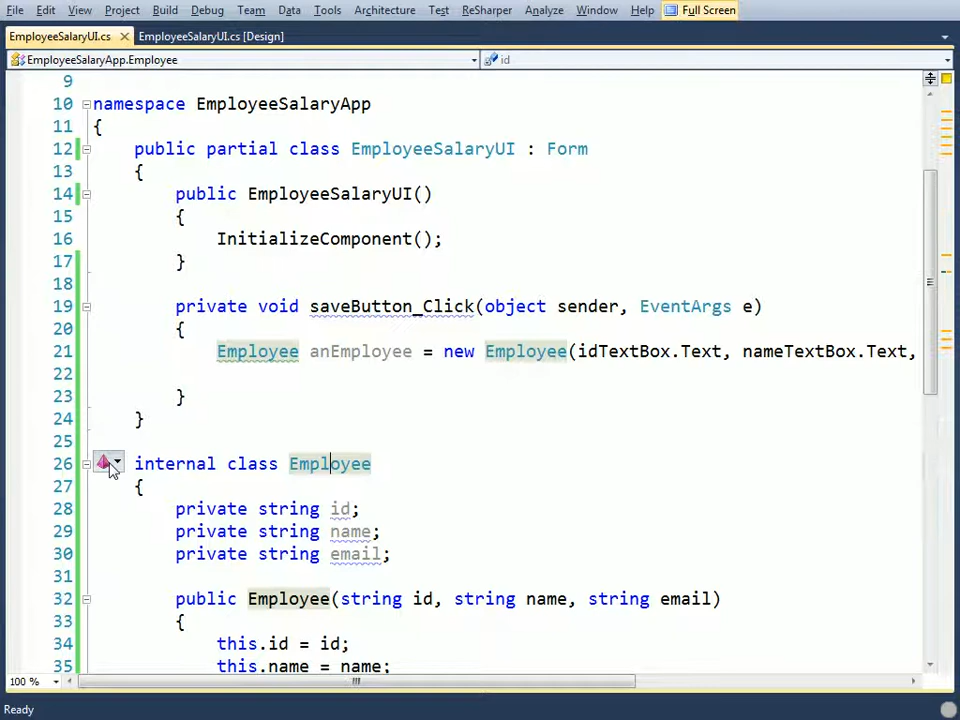 File Edit View Project Build Debug Team Data Tools Architecture Test ReSharper Analyze Window Help Full Screen
EmployeeSalaryUI.cs EmployeeSalaryUI.cs [Design]
EmployeeSalaryApp.Employee id
9
10 namespace EmployeeSalaryApp
11 {
12 public partial class EmployeeSalaryUI : Form
13 {
14 public EmployeeSalaryUI()
15 {
16 InitializeComponent();
17 }
18
19 private void saveButton_Click(object sender, EventArgs e)
20 {
21 Employee anEmployee = new Employee(idTextBox.Text, nameTextBox.Text,
22
23 }
24 }
25
26 internal class Employee
27 {
28 private string id;
29 private string name;
30 private string email;
31
32 public Employee(string id, string name, string email)
33 {
34 this.id = id;
35 this.name = name;
100 %
Ready